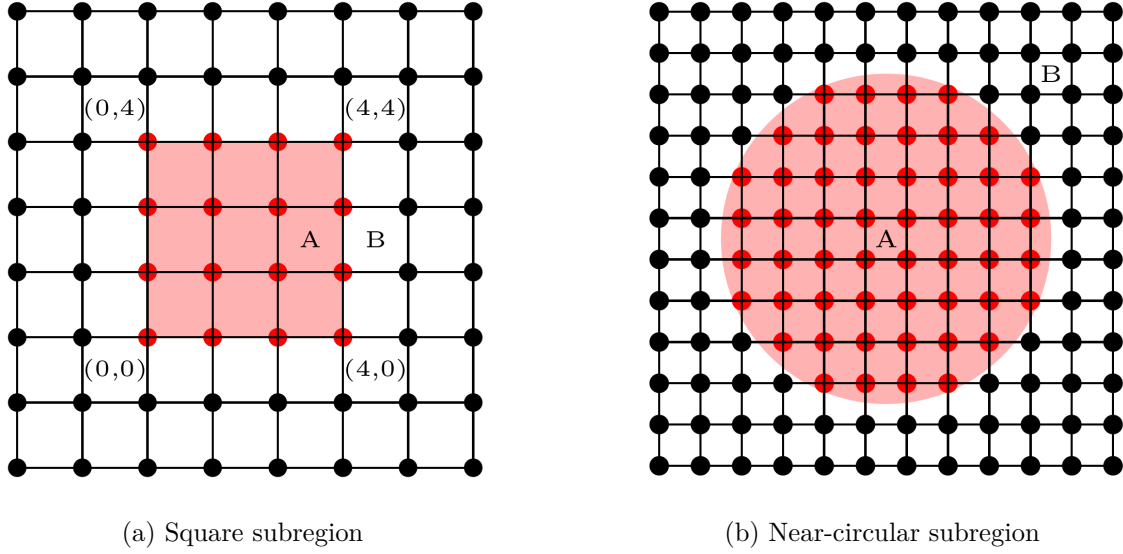 (0,4)
(4,4)
A
B
(0,0)
(4,0)
(a) Square subregion
B
A
(b) Near-circular subregion